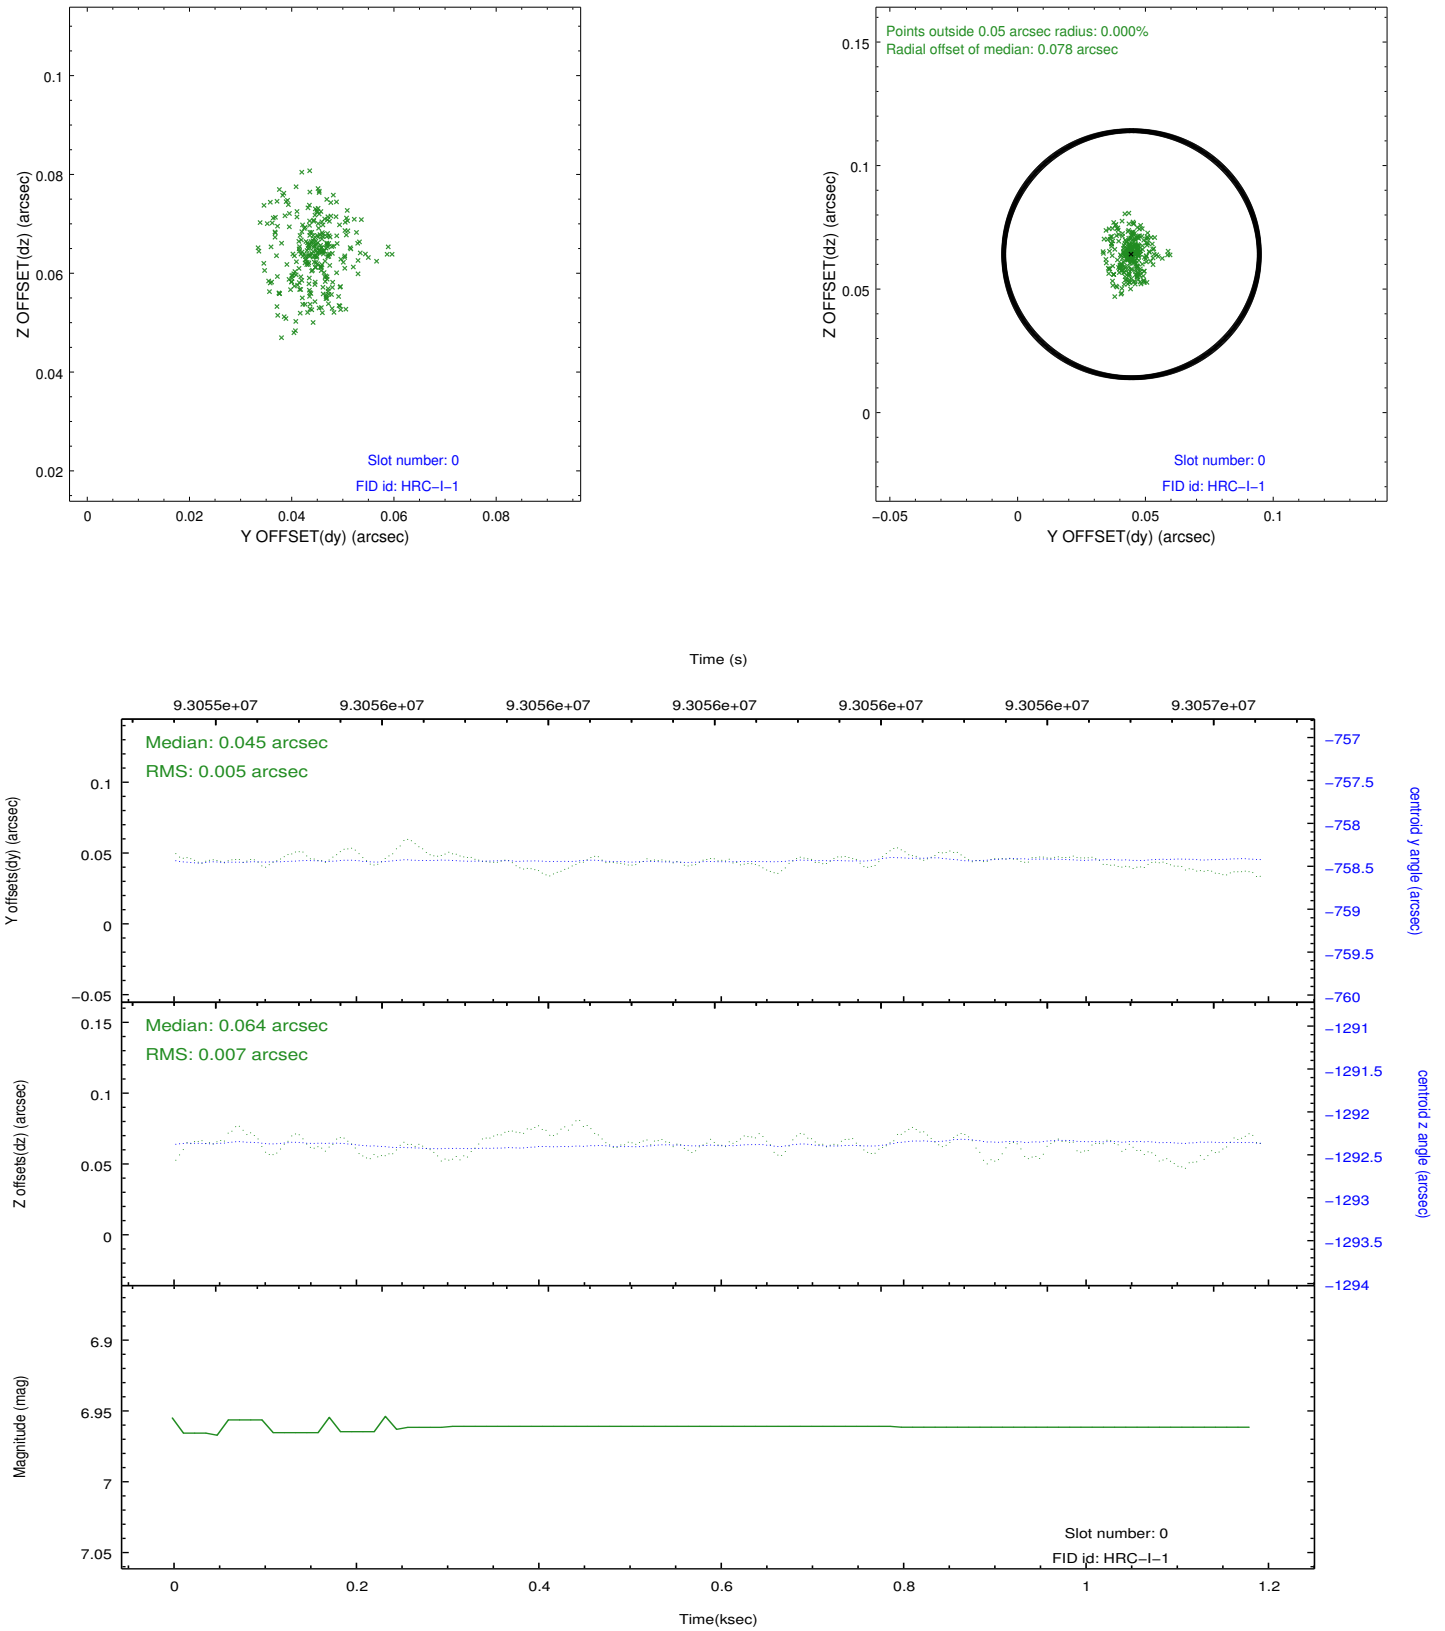 0.1
0.08
0.06
0.04
0.02
Z OFFSET(dz) (arcsec)
Slot number: 0
FID id: HRC−I−1
0 0.02 0.04 0.06 0.08
Y OFFSET(dy) (arcsec)
Points outside 0.05 arcsec radius: 0.000%
Radial offset of median: 0.078 arcsec
0.15
0.1
0.05
0
Z OFFSET(dz) (arcsec)
Slot number: 0
FID id: HRC−I−1
−0.05 0 0.05 0.1
Y OFFSET(dy) (arcsec)
Time (s)
9.3055e+07 9.3056e+07 9.3056e+07 9.3056e+07 9.3056e+07 9.3056e+07 9.3057e+07
Median: 0.045 arcsec
RMS: 0.005 arcsec
0.1
0.05
0
−0.05
Y offsets(dy) (arcsec)
−757
−757.5
−758
−758.5
−759
−759.5
−760
centroid y angle (arcsec)
Median: 0.064 arcsec
RMS: 0.007 arcsec
0.15
0.1
0.05
0
Z offsets(dz) (arcsec)
−1291
−1291.5
−1292
−1292.5
−1293
−1293.5
−1294
centroid z angle (arcsec)
6.9
6.95
7
7.05
Magnitude (mag)
Slot number: 0
FID id: HRC−I−1
0 0.2 0.4 0.6 0.8 1 1.2
Time(ksec)